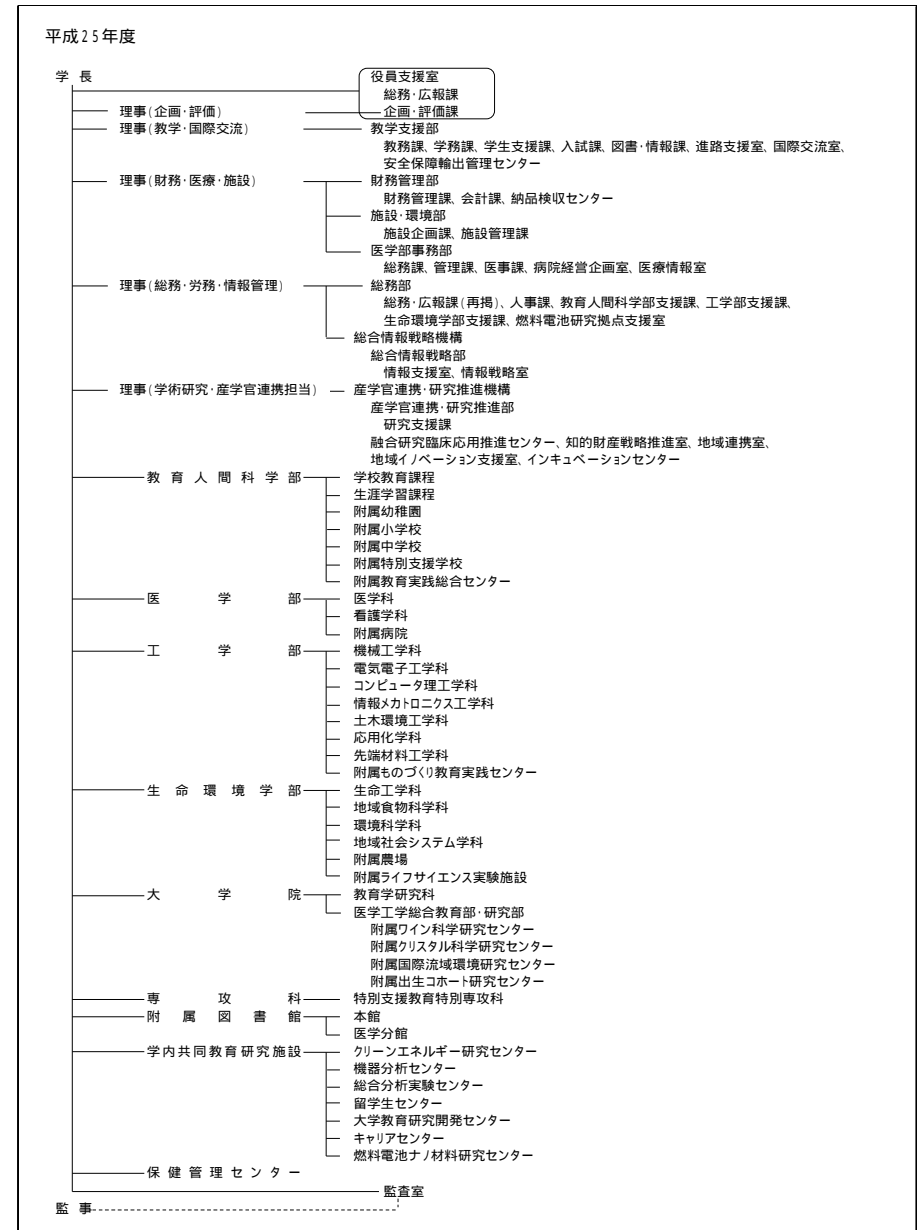 平成25年度
学 長
役員支援室
総務・広報課
理事(企画・評価) 企画・評価課
理事(教学・国際交流) 教学支援部
教務課、学務課、学生支援課、入試課、図書・情報課、進路支援室、国際交流室、
安全保障輸出管理センター
理事(財務・医療・施設) 財務管理部
財務管理課、会計課、納品検収センター
施設・環境部
施設企画課、施設管理課
医学部事務部
総務課、管理課、医事課、病院経営企画室、医療情報室
理事(総務・労務・情報管理) 総務部
総務・広報課(再掲)、人事課、教育人間科学部支援課、工学部支援課、
生命環境学部支援課、燃料電池研究拠点支援室
総合情報戦略機構
総合情報戦略部
情報支援室、情報戦略室
理事(学術研究・産学官連携担当) 産学官連携・研究推進機構
産学官連携・研究推進部
研究支援課
融合研究臨床応用推進センター、知的財産戦略推進室、地域連携室、
地域イノベーション支援室、インキュベーションセンター
教育人間科学部 学校教育課程
生涯学習課程
附属幼稚園
附属小学校
附属中学校
附属特別支援学校
附属教育実践総合センター
医学部 医学科
看護学科
附属病院
工学部 機械工学科
電気電子工学科
コンピュータ理工学科
情報メカトロニクス工学科
土木環境工学科
応用化学科
先端材料工学科
附属ものづくり教育実践センター
生命環境学部 生命工学科
地域食物科学科
環境科学科
地域社会システム学科
附属農場
附属ライフサイエンス実験施設
大学院 教育学研究科
医学工学総合教育部・研究部
附属ワイン科学研究センター
附属クリスタル科学研究センター
附属国際流域環境研究センター
附属出生コホート研究センター
専攻科 特別支援教育特別専攻科
附属図書館 本館
医学分館
学内共同教育研究施設 クリーンエネルギー研究センター
機器分析センター
総合分析実験センター
留学生センター
大学教育研究開発センター
キャリアセンター
燃料電池ナノ材料研究センター
保健管理センター
監査室
監 事